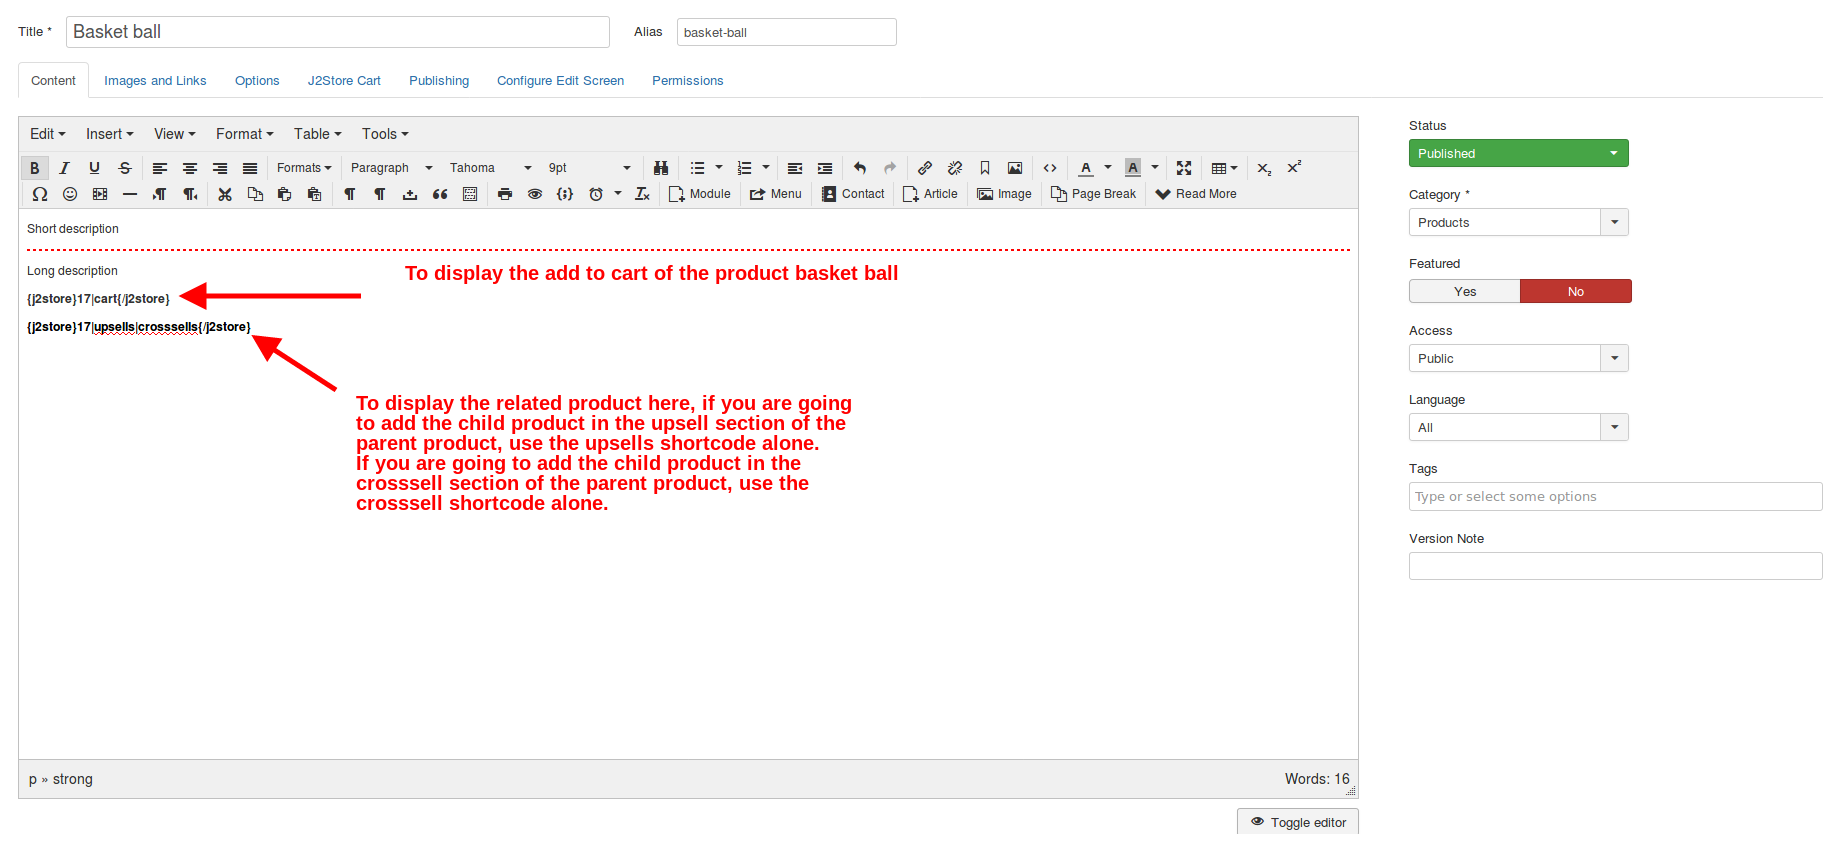 Title * Basket ball Alias basket-ball
Content Images and Links Options J2Store Cart Publishing Configure Edit Screen Permissions
Edit Insert View Format Table Tools
B I U S Formats Paragraph Tahoma 9pt A A X2 X2
Module Menu Contact Article Image Page Break Read More
Short description
Long description
To display the add to cart of the product basket ball
{j2store}17|cart{/j2store}
{j2store}17|upsells|crosssells{/j2store}
To display the related product here, if you are going
to add the child product in the upsell section of the
parent product, use the upsells shortcode alone.
If you are going to add the child product in the
crosssell section of the parent product, use the
crosssell shortcode alone.
p » strong Words: 16
Toggle editor
Status
Published
Category *
Products
Featured
Yes No
Access
Public
Language
All
Tags
Type or select some options
Version Note